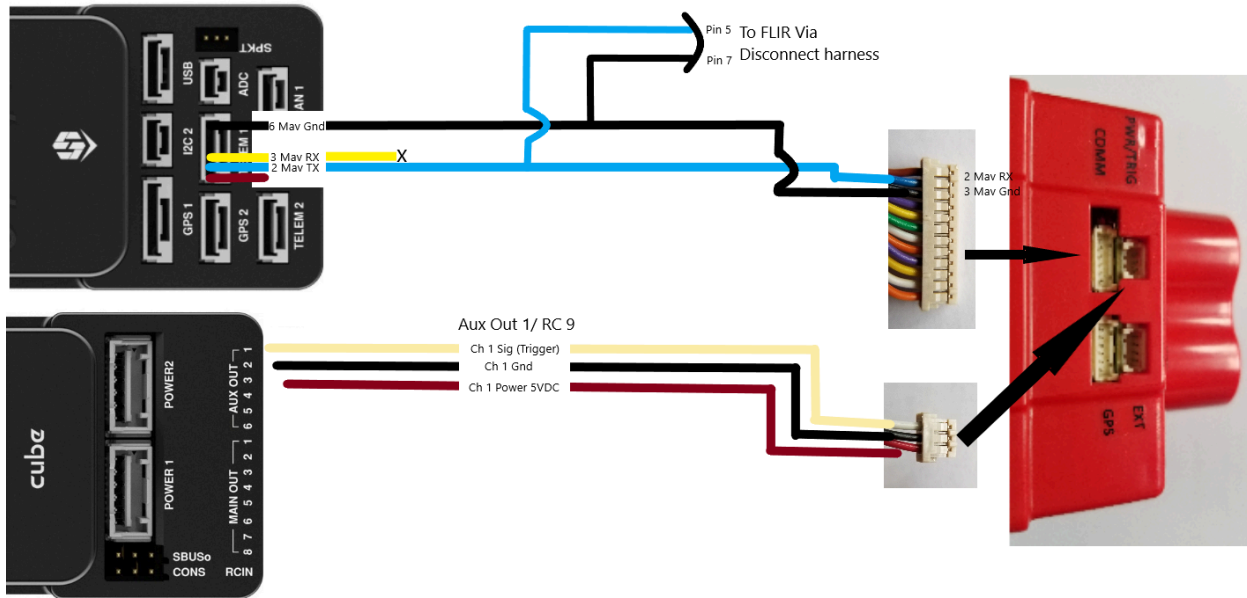 Pin 5
To FLIR Via
Disconnect harness
Pin 7
SPKT
USB
ADC
AN 1
I2C 2
EM 1
6 Mav Gnd
3 Mav RX
X
2 Mav TX
GPS 1
GPS 2
TELEM 2
2 Mav RX
3 Mav Gnd
PWR/TRIG
COMM
EXT
GPS
Aux Out 1/ RC 9
Ch 1 Sig (Trigger)
Ch 1 Gnd
Ch 1 Power 5VDC
cube
POWER2
POWER 1
AUX OUT
1 2 3 4 5 6
MAIN OUT
1 2 3 4 5 6 7 8
SBUSo
CONS
RCIN